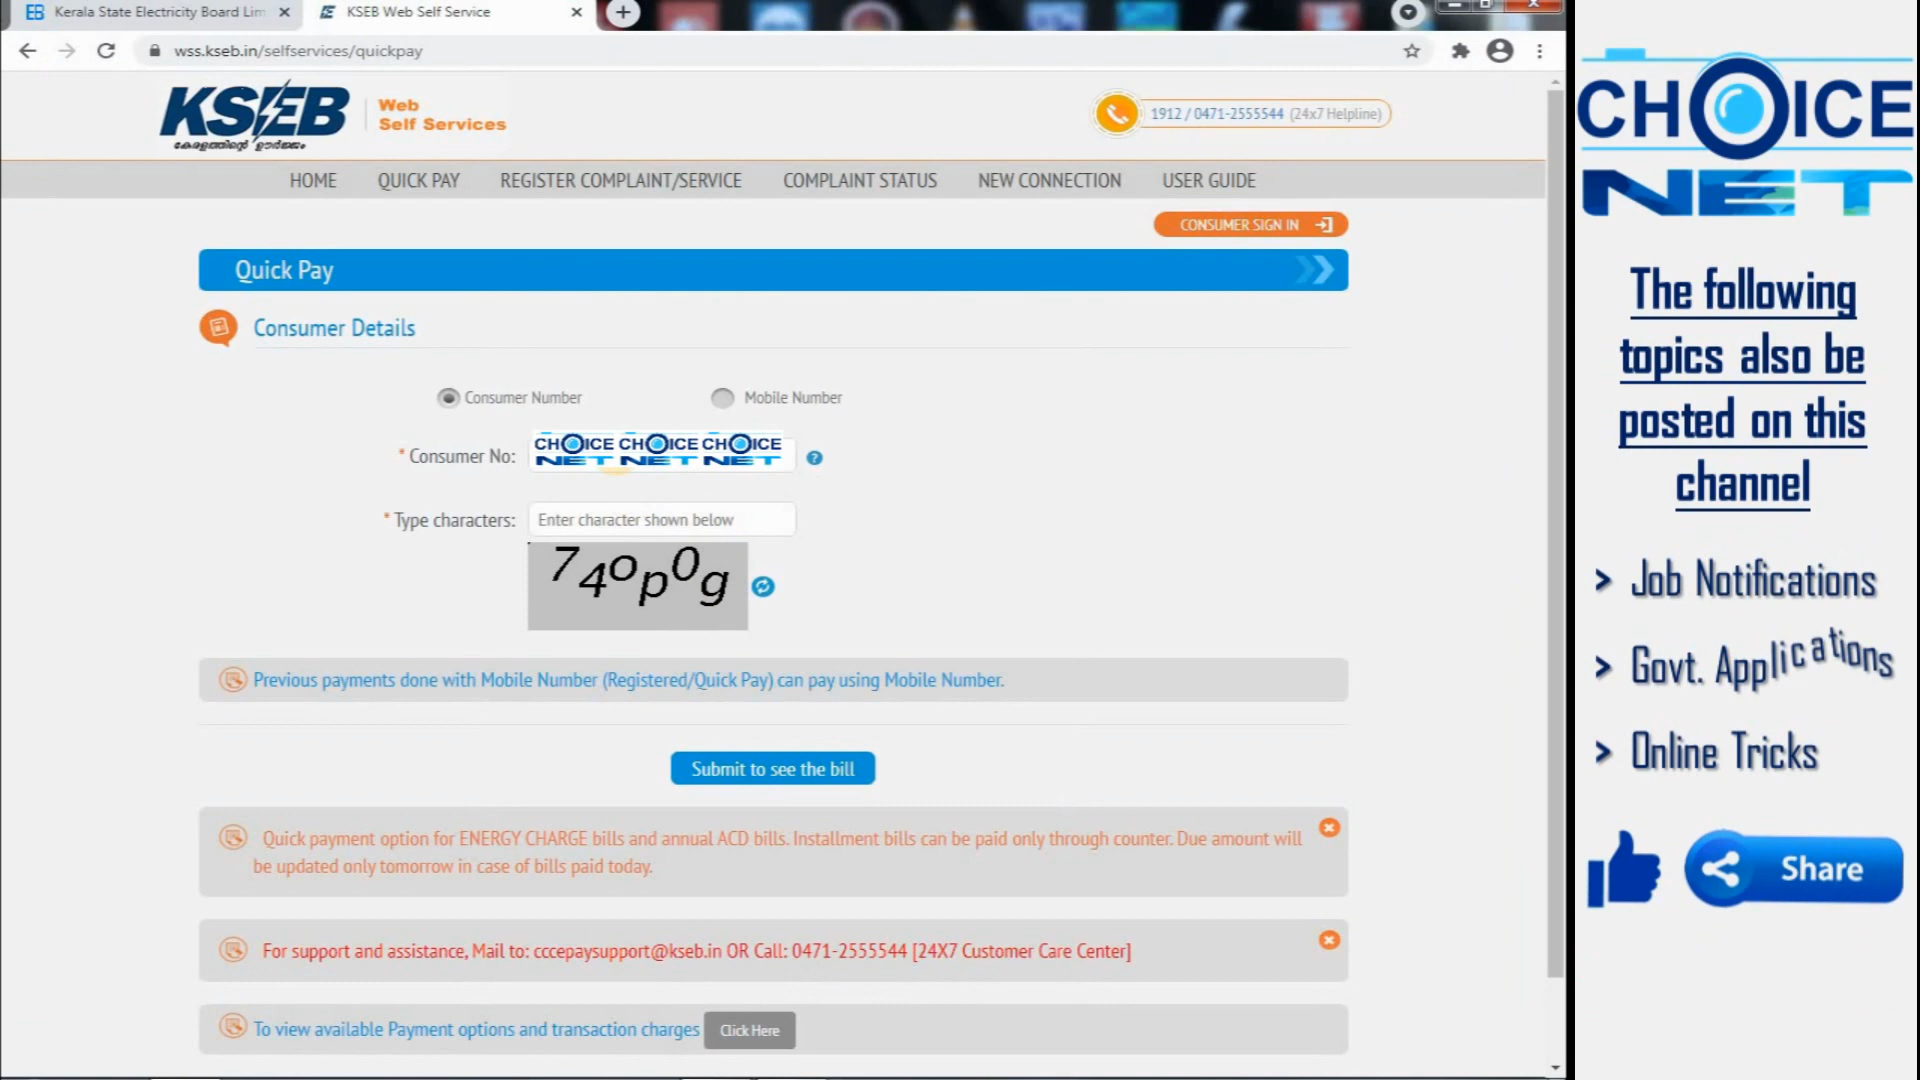 Kerala State Electricity Board Lim
KSEB Web Self Service
wss.kseb.in/selfservices/quickpay
KSEB
കേരളത്തിന്റെ ഊർജ്ജം
Web
Self Services
1912 / 0471-2555544 (24x7 Helpline)
HOME QUICK PAY REGISTER COMPLAINT/SERVICE COMPLAINT STATUS NEW CONNECTION USER GUIDE
CONSUMER SIGN IN
Quick Pay
Consumer Details
Consumer Number Mobile Number
* Consumer No:
CHOICE CHOICE CHOICE
NET NET NET
* Type characters: Enter character shown below
740p0g
Previous payments done with Mobile Number (Registered/Quick Pay) can pay using Mobile Number.
Submit to see the bill
Quick payment option for ENERGY CHARGE bills and annual ACD bills. Installment bills can be paid only through counter. Due amount will
be updated only tomorrow in case of bills paid today.
For support and assistance, Mail to: cccepaysupport@kseb.in OR Call: 0471-2555544 [24X7 Customer Care Center]
To view available Payment options and transaction charges Click Here
CHOICE
NET
The following
topics also be
posted on this
channel
> Job Notifications
> Govt. Applications
> Online Tricks
Share